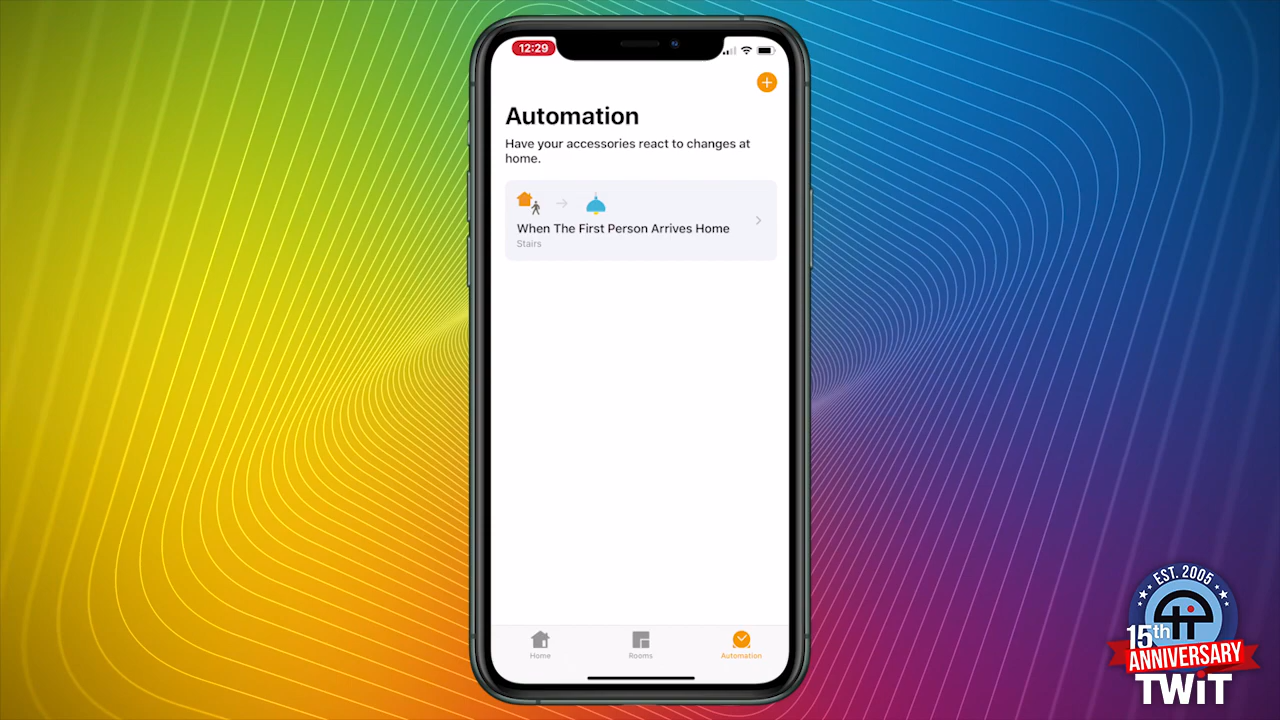 12:29
Automation
Have your accessories react to changes at
home.
When The First Person Arrives Home
Stairs
Home
Rooms
Automation
EST. 2005
15th
ANNIVERSARY
TWiT